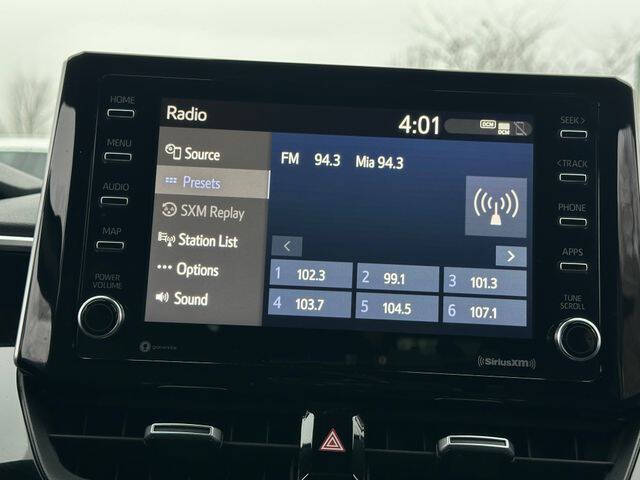 HOME
MENU
AUDIO
MAP
POWER
VOLUME
Radio
4:01
DCM
Source
Presets
SXM Replay
Station List
Options
Sound
FM 94.3 Mia 94.3
<
>
1 102.3 2 99.1 3 101.3
4 103.7 5 104.5 6 107.1
SEEK >
< TRACK
PHONE
APPS
TUNE
SCROLL
gracenote
((SiriusXM))